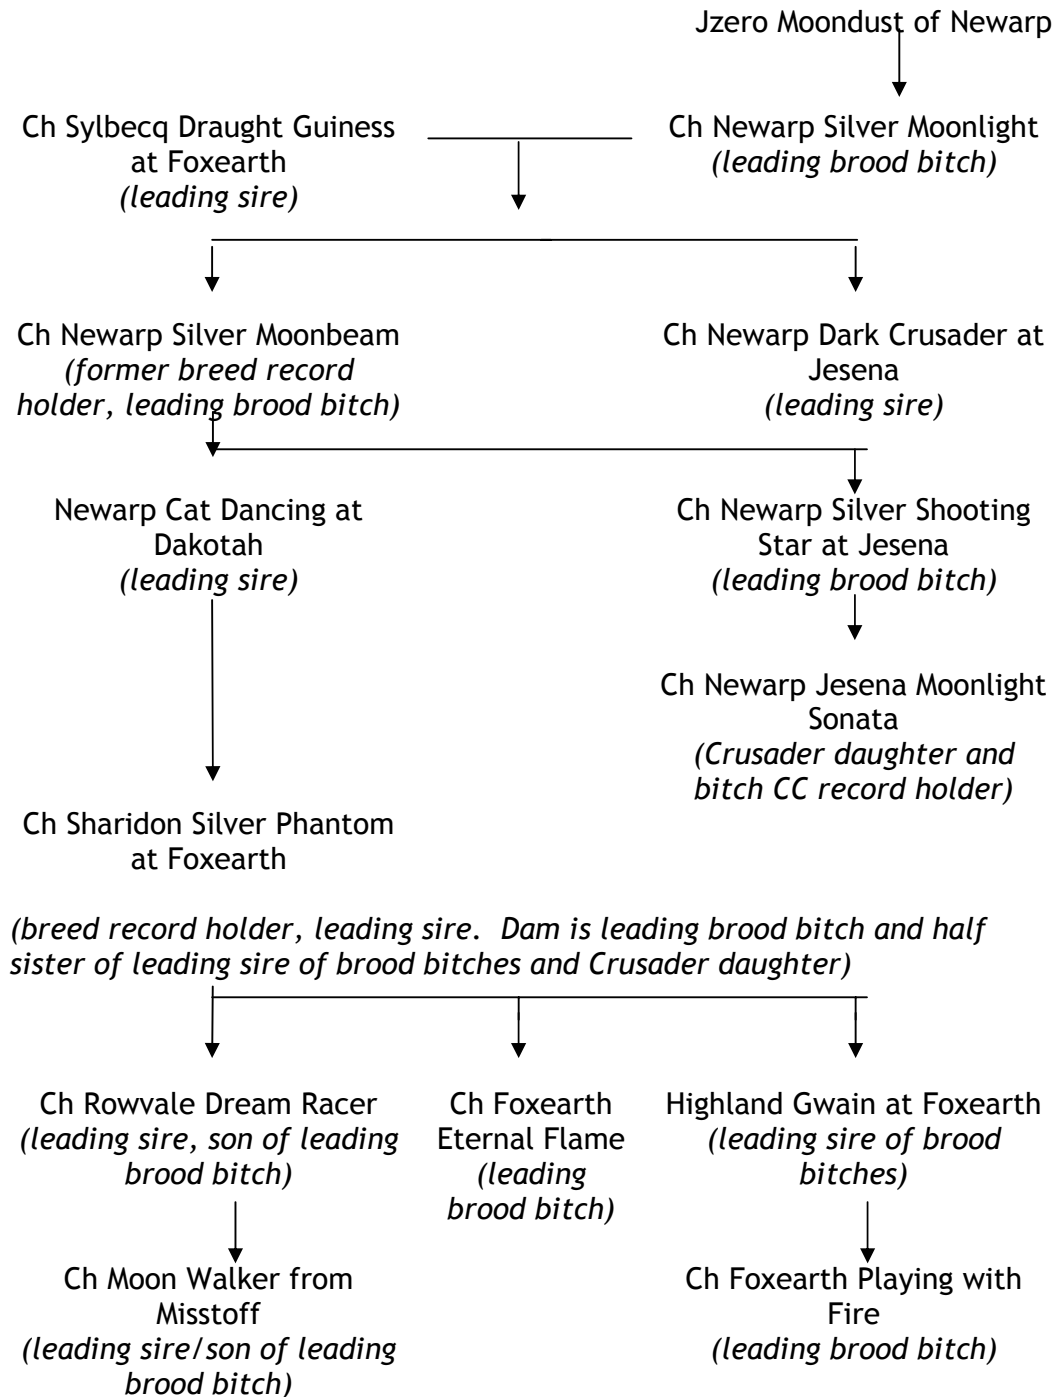 Jzero Moondust of Newarp
Ch Sylbecq Draught Guiness
at Foxearth
(leading sire)
Ch Newarp Silver Moonlight
(leading brood bitch)
Ch Newarp Silver Moonbeam
(former breed record
holder, leading brood bitch)
Ch Newarp Dark Crusader at
Jesena
(leading sire)
Newarp Cat Dancing at
Dakotah
(leading sire)
Ch Newarp Silver Shooting
Star at Jesena
(leading brood bitch)
Ch Newarp Jesena Moonlight
Sonata
(Crusader daughter and
bitch CC record holder)
Ch Sharidon Silver Phantom
at Foxearth
(breed record holder, leading sire.  Dam is leading brood bitch and half
sister of leading sire of brood bitches and Crusader daughter)
Ch Rowvale Dream Racer
(leading sire, son of leading
brood bitch)
Ch Foxearth
Eternal Flame
(leading
brood bitch)
Highland Gwain at Foxearth
(leading sire of brood
bitches)
Ch Moon Walker from
Misstoff
(leading sire/son of leading
brood bitch)
Ch Foxearth Playing with
Fire
(leading brood bitch)